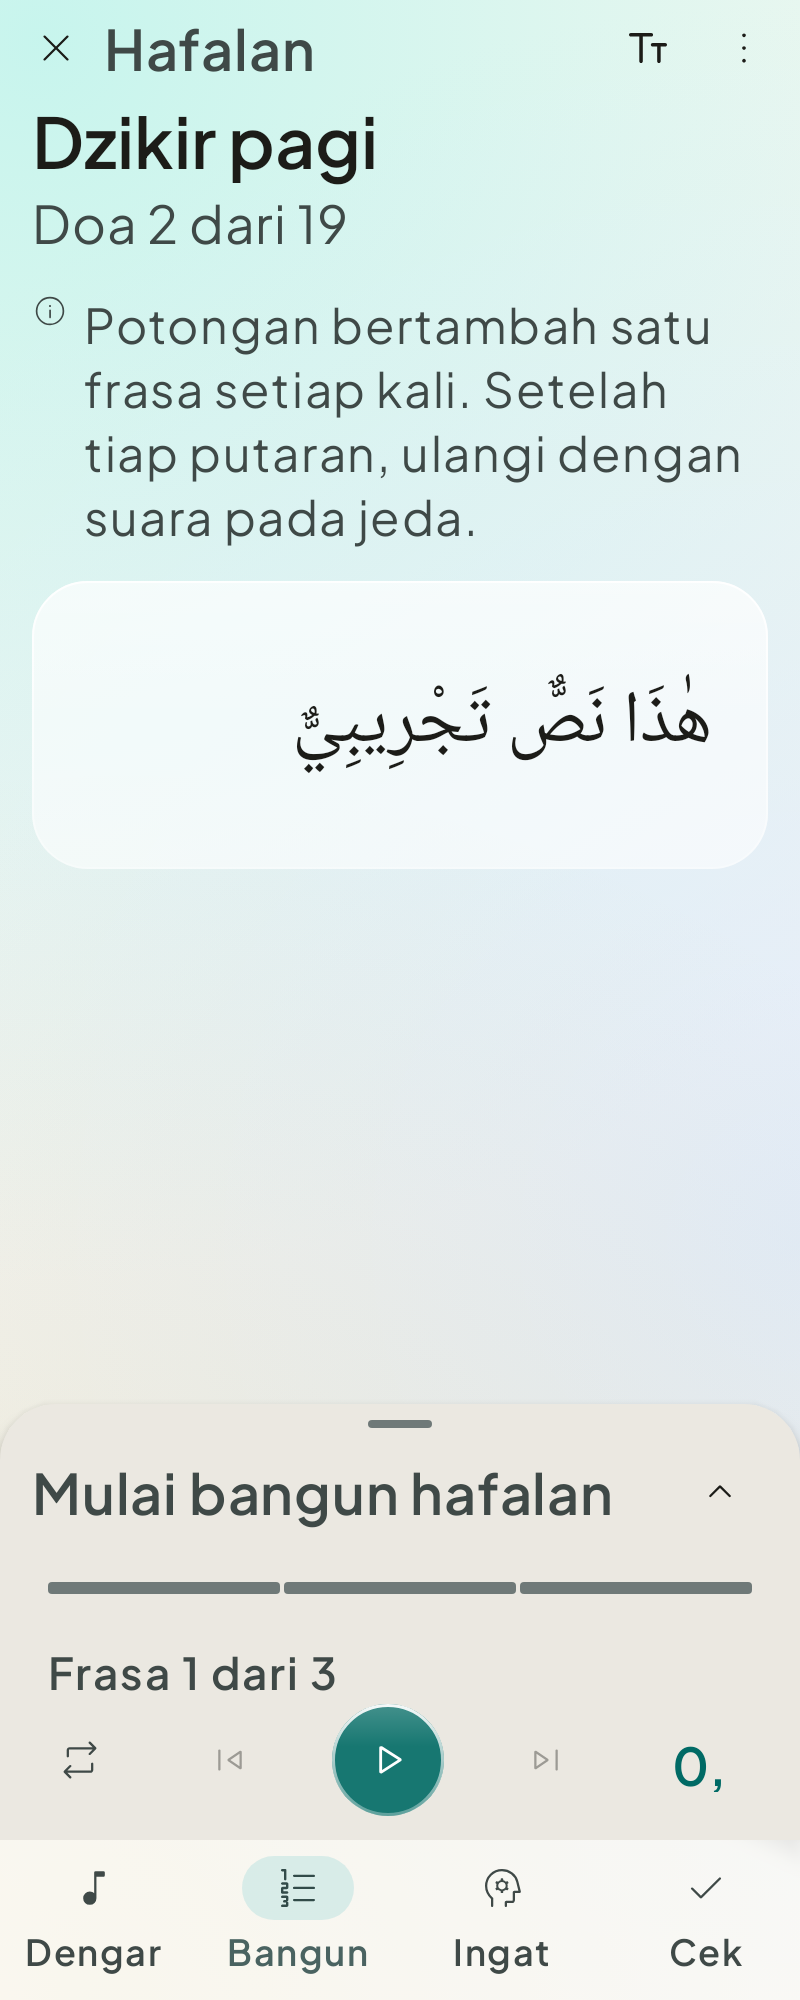 Hafalan
Dzikir pagi
Doa 2 dari 19
Potongan bertambah satu
frasa setiap kali. Setelah
tiap putaran, ulangi dengan
suara pada jeda.
هٰذَا نَصٌّ تَجْرِيبِيٌّ
Mulai bangun hafalan
Frasa 1 dari 3
0,
Dengar
Bangun
Ingat
Cek